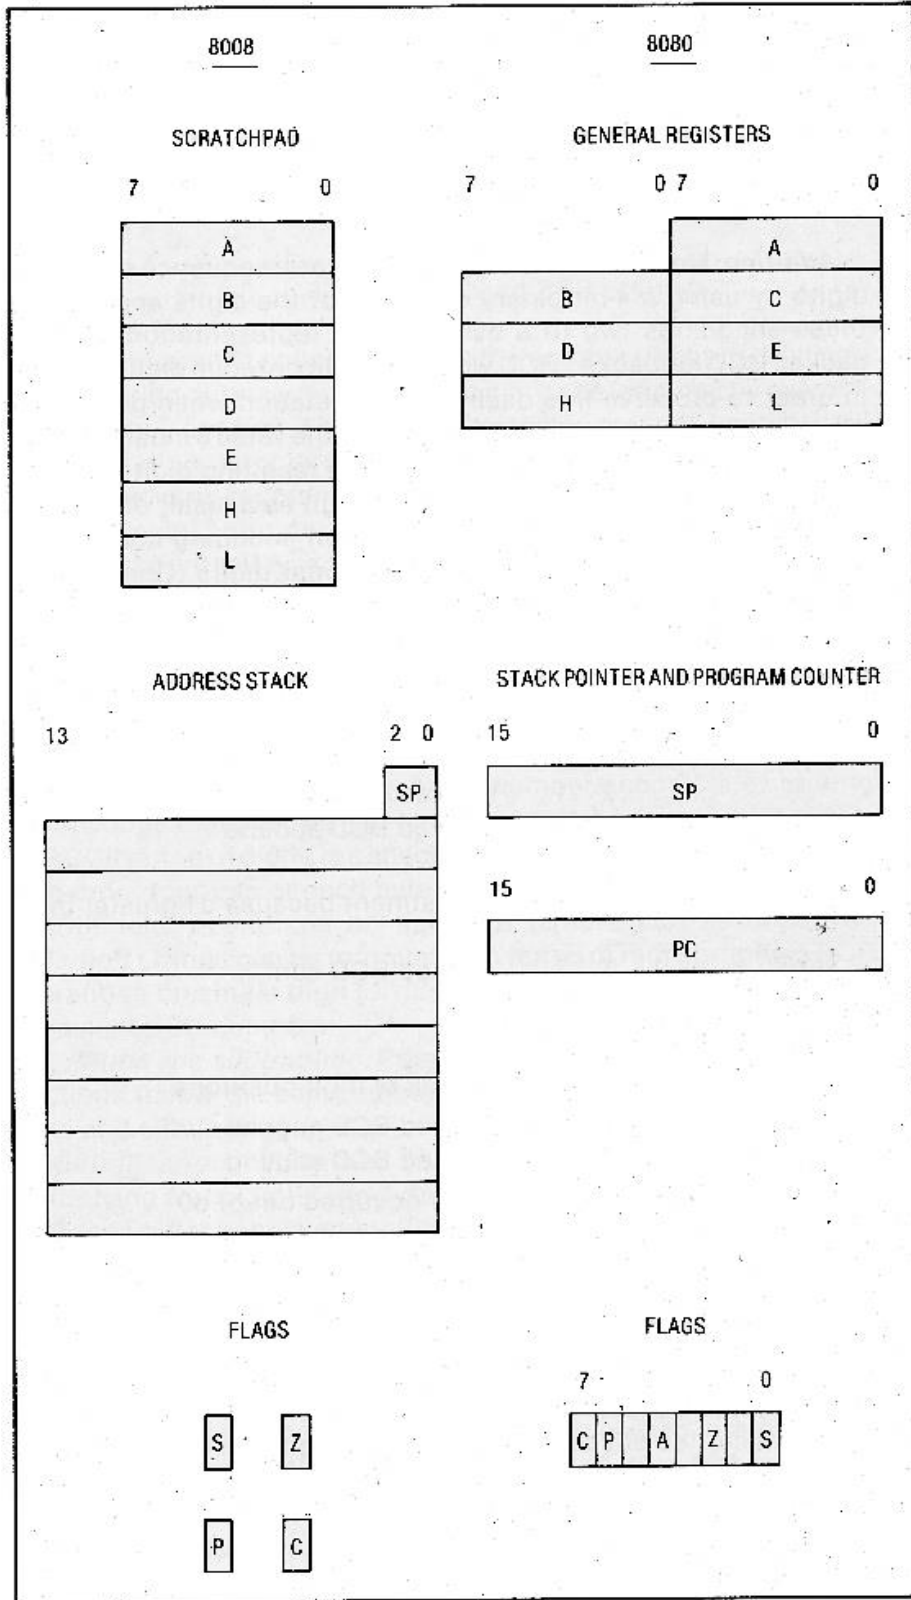 8008 8080
SCRATCHPAD GENERAL REGISTERS
7 0 7 0 7 0
A A
B B C
C D E
D H L
E
H
L
ADDRESS STACK STACK POINTER AND PROGRAM COUNTER
13 2 0 15 0
SP SP
15 0
PC
FLAGS FLAGS
7 0
S Z C P A Z S
P C